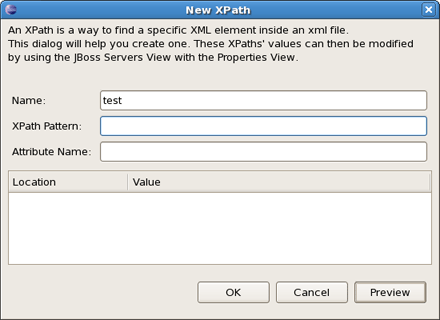 New XPath
An XPath is a way to find a specific XML element inside an xml file.
This dialog will help you create one. These XPaths' values can then be modified
by using the JBoss Servers View with the Properties View.
Name: test
XPath Pattern:
Attribute Name:
Location Value
OK Cancel Preview